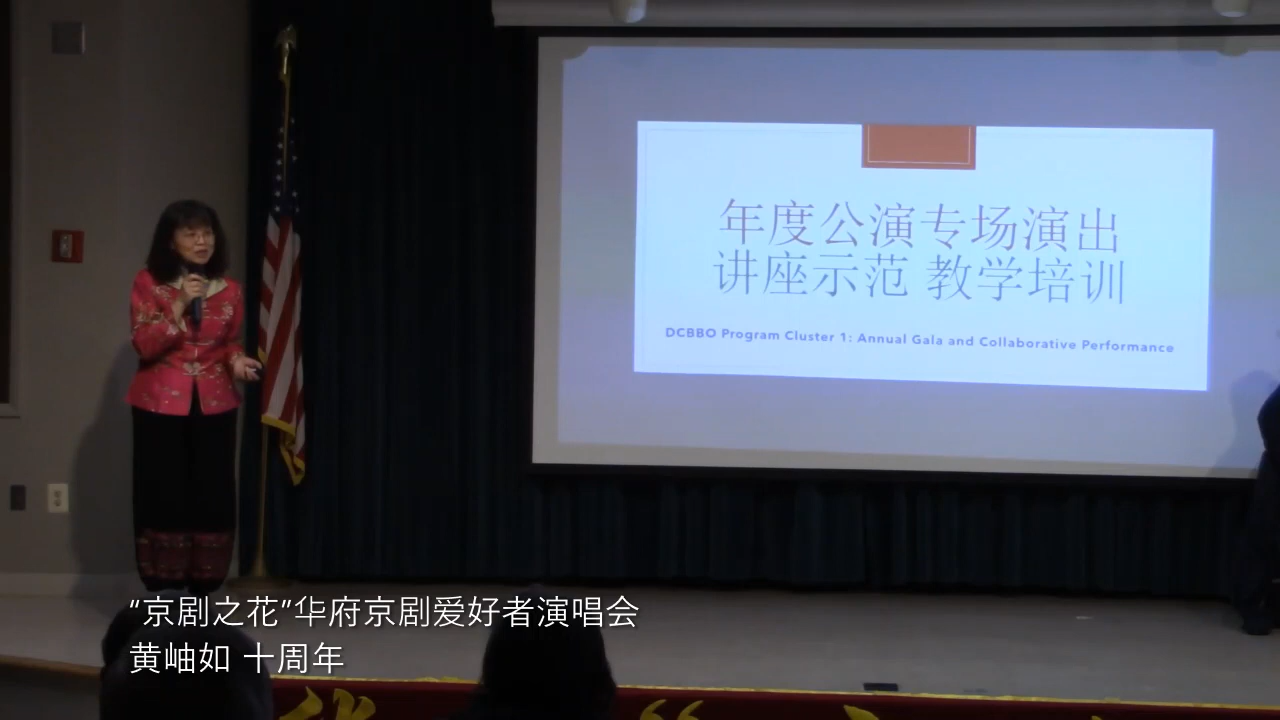 年度公演专场演出
讲座示范 教学培训
DCBBO Program Cluster 1: Annual Gala and Collaborative Performance
“京剧之花”华府京剧爱好者演唱会
黄岫如 十周年